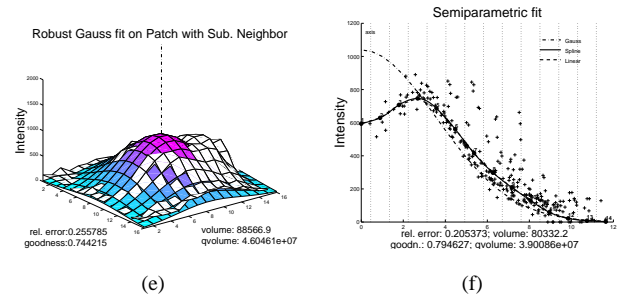 Robust Gauss fit on Patch with Sub. Neighbor
Intensity
2000
1500
1000
500
0
2
4
6
8
10
12
14
16
2
4
6
8
10
12
14
16
rel. error:0.255785
goodness:0.744215
volume: 88566.9
qvolume: 4.60461e+07
(e)
Semiparametric fit
Intensity
1200
1000
800
600
400
200
0
axis
Gauss
Spline
Linear
0 2 4 6 8 10 12
rel. error: 0.205373; volume: 80332.2
goodn.: 0.794627; qvolume: 3.90086e+07
(f)